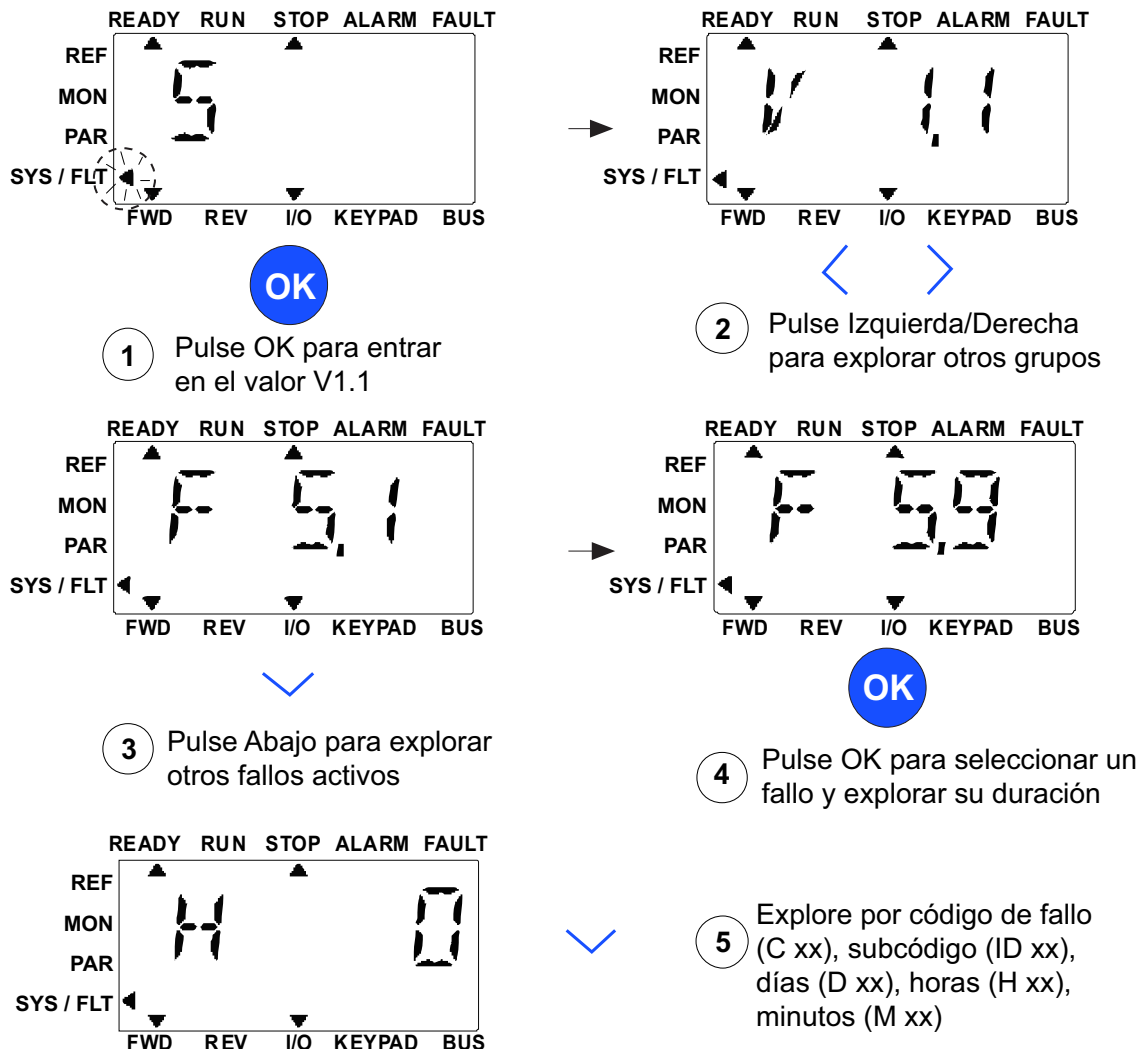 READY RUN STOP ALARM FAULT
REF
MON
PAR
SYS / FLT
S
FWD REV I/O KEYPAD BUS
READY RUN STOP ALARM FAULT
REF
MON
PAR
SYS / FLT
V 1,1
FWD REV I/O KEYPAD BUS
OK
1 Pulse OK para entrar
en el valor V1.1
2 Pulse Izquierda/Derecha
para explorar otros grupos
READY RUN STOP ALARM FAULT
REF
MON
PAR
SYS / FLT
F 5,1
FWD REV I/O KEYPAD BUS
READY RUN STOP ALARM FAULT
REF
MON
PAR
SYS / FLT
F 5,9
FWD REV I/O KEYPAD BUS
3 Pulse Abajo para explorar
otros fallos activos
OK
4 Pulse OK para seleccionar un
fallo y explorar su duración
READY RUN STOP ALARM FAULT
REF
MON
PAR
SYS / FLT
H 0
FWD REV I/O KEYPAD BUS
5 Explore por código de fallo
(C xx), subcódigo (ID xx),
días (D xx), horas (H xx),
minutos (M xx)